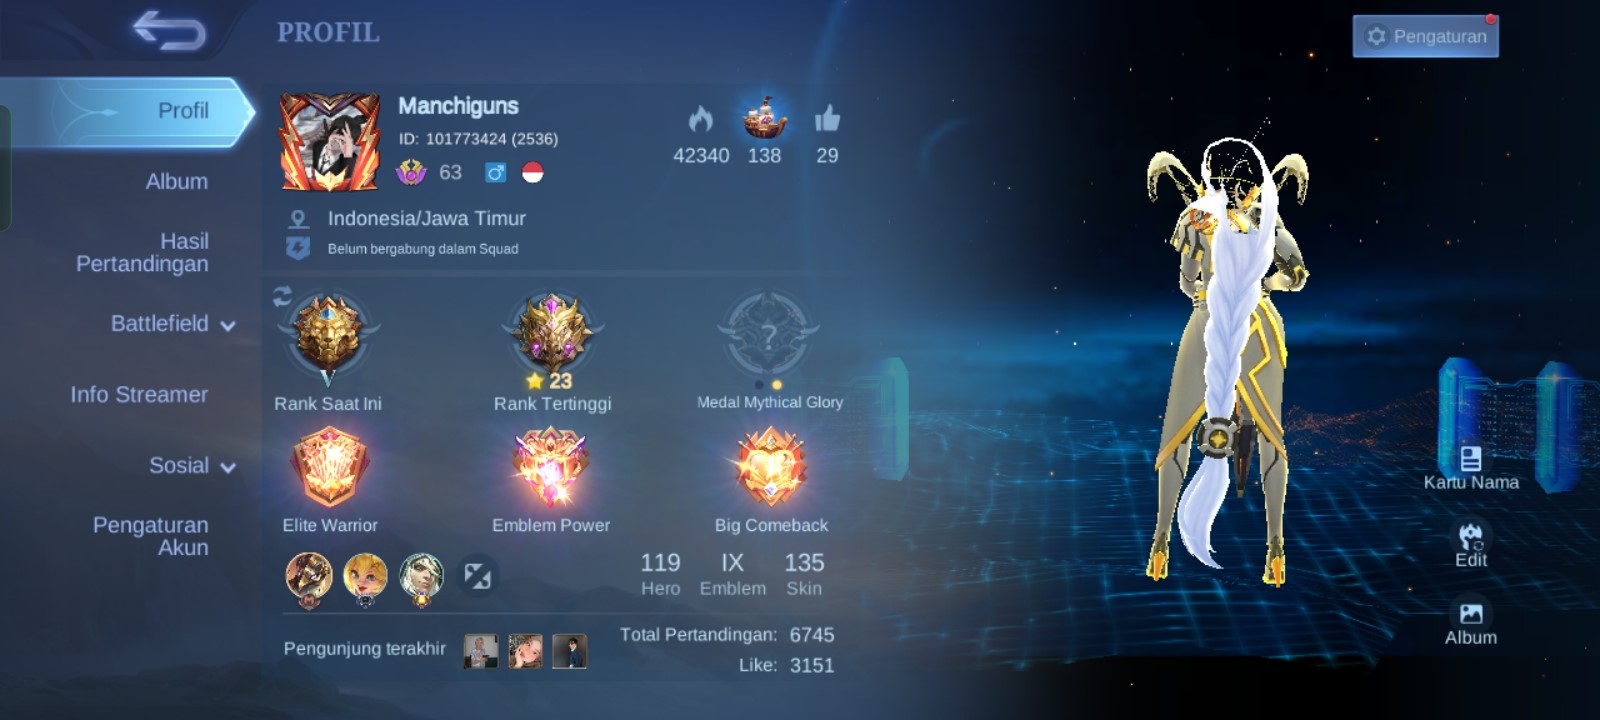 PROFIL
Pengaturan
Profil
Album
Hasil
Pertandingan
Battlefield
Info Streamer
Sosial
Pengaturan
Akun
Manchiguns
ID: 101773424 (2536)
63
42340
138
29
Indonesia/Jawa Timur
Belum bergabung dalam Squad
V
23
?
Rank Saat Ini
Rank Tertinggi
Medal Mythical Glory
Elite Warrior
Emblem Power
Big Comeback
119
IX
135
Hero
Emblem
Skin
Pengunjung terakhir
Total Pertandingan: 6745
Like: 3151
Kartu Nama
Edit
Album